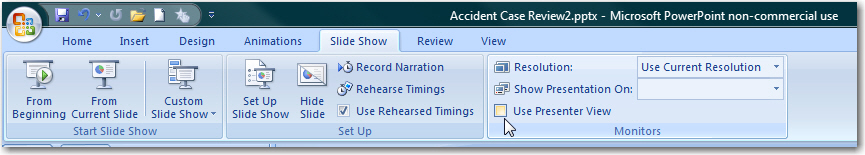 Accident Case Review2.pptx - Microsoft PowerPoint non-commercial use
Home Insert Design Animations Slide Show Review View
From Beginning
From Current Slide
Custom Slide Show
Start Slide Show
Set Up Slide Show
Hide Slide
Record Narration
Rehearse Timings
Use Rehearsed Timings
Set Up
Resolution: Use Current Resolution
Show Presentation On:
Use Presenter View
Monitors